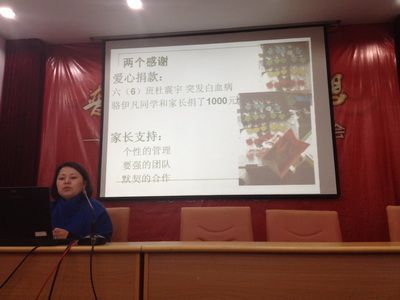 两个感谢
爱心捐款：
六（6）班杜震宇 突发白血病
骆伊凡同学和家长捐了1000元
家长支持：
个性的管理
要强的团队
默契的合作